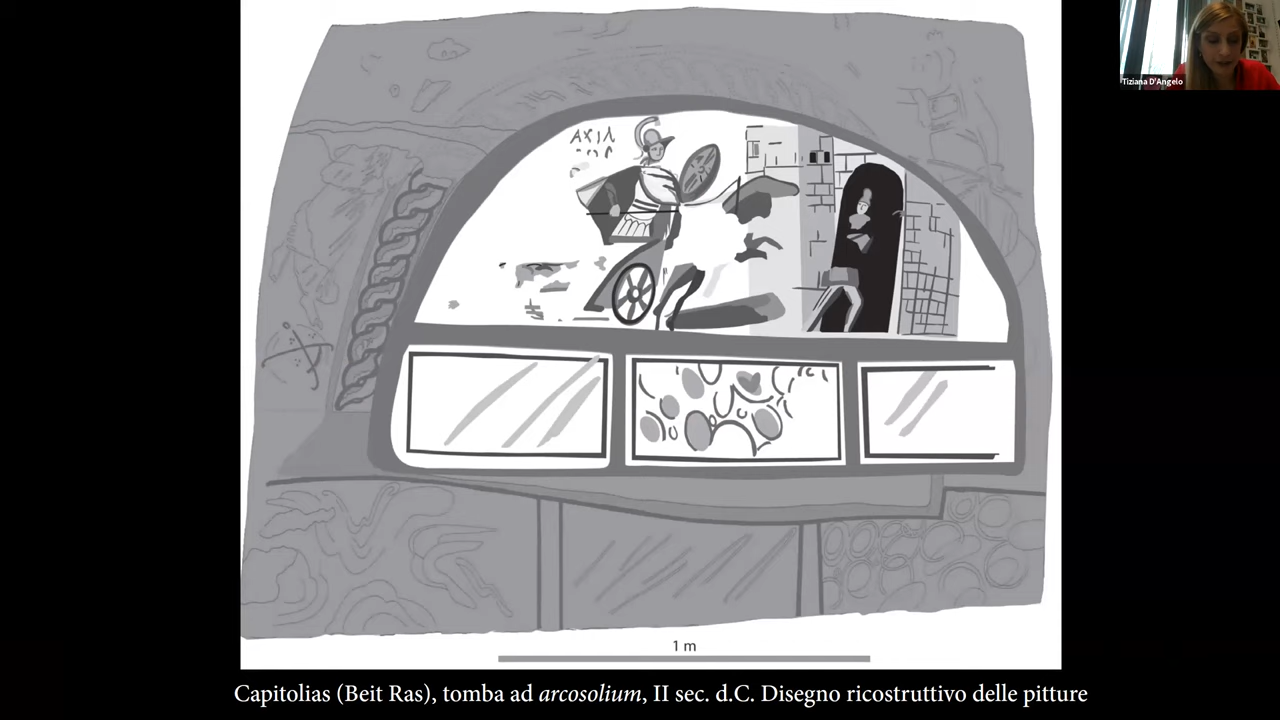 Tiziana D'Angelo
ΑΧΙΛ
1 m
Capitolias (Beit Ras), tomba ad arcosolium, II sec. d.C. Disegno ricostruttivo delle pitture